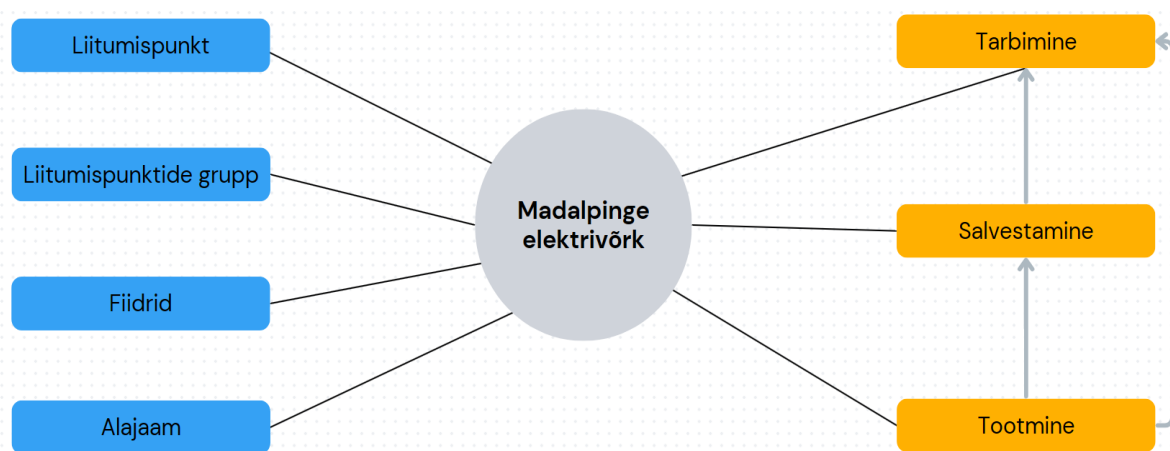 Liitumispunkt
Liitumispunktide grupp
Fiidrid
Alajaam
Madalpinge
elektrivõrk
Tarbimine
Salvestamine
Tootmine